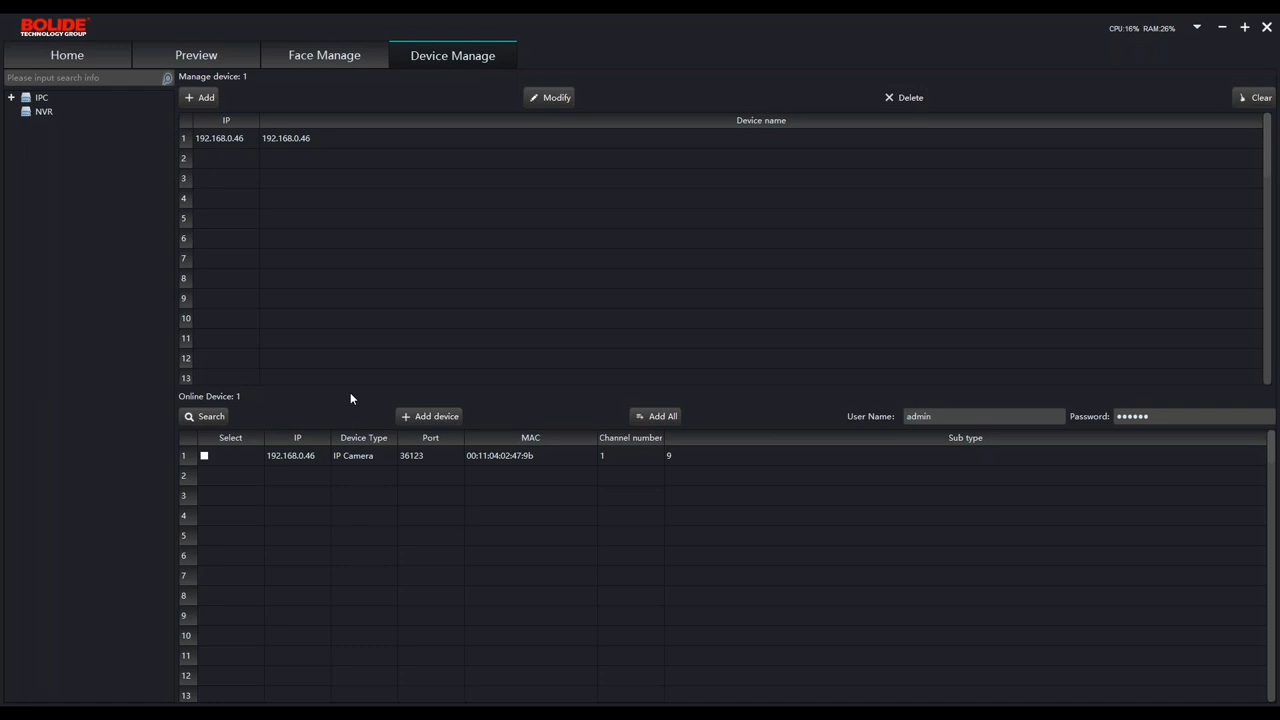 BOLIDE
TECHNOLOGY GROUP
CPU:16% RAM:26%
Home Preview Face Manage Device Manage
Please input search info
IPC
NVR
Manage device: 1
Add Modify Delete Clear
IP Device name
1 192.168.0.46 192.168.0.46
2
3
4
5
6
7
8
9
10
11
12
13
Online Device: 1
Search Add device Add All User Name: admin Password: ••••••
Select IP Device Type Port MAC Channel number Sub type
1 192.168.0.46 IP Camera 36123 00:11:04:02:47:9b 1 9
2
3
4
5
6
7
8
9
10
11
12
13